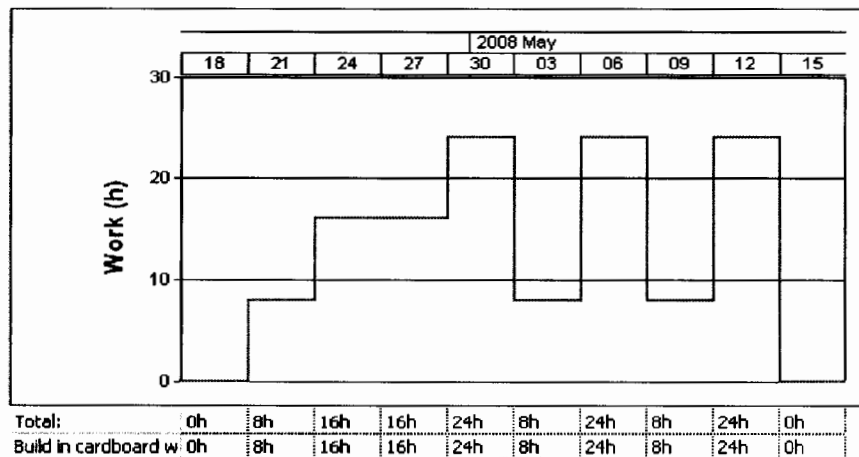 2008 May
18 21 24 27 30 03 06 09 12 15
30
20
10
0
Work (h)
Total: 0h 8h 16h 16h 24h 8h 24h 8h 24h 0h
Build in cardboard w 0h 8h 16h 16h 24h 8h 24h 8h 24h 0h